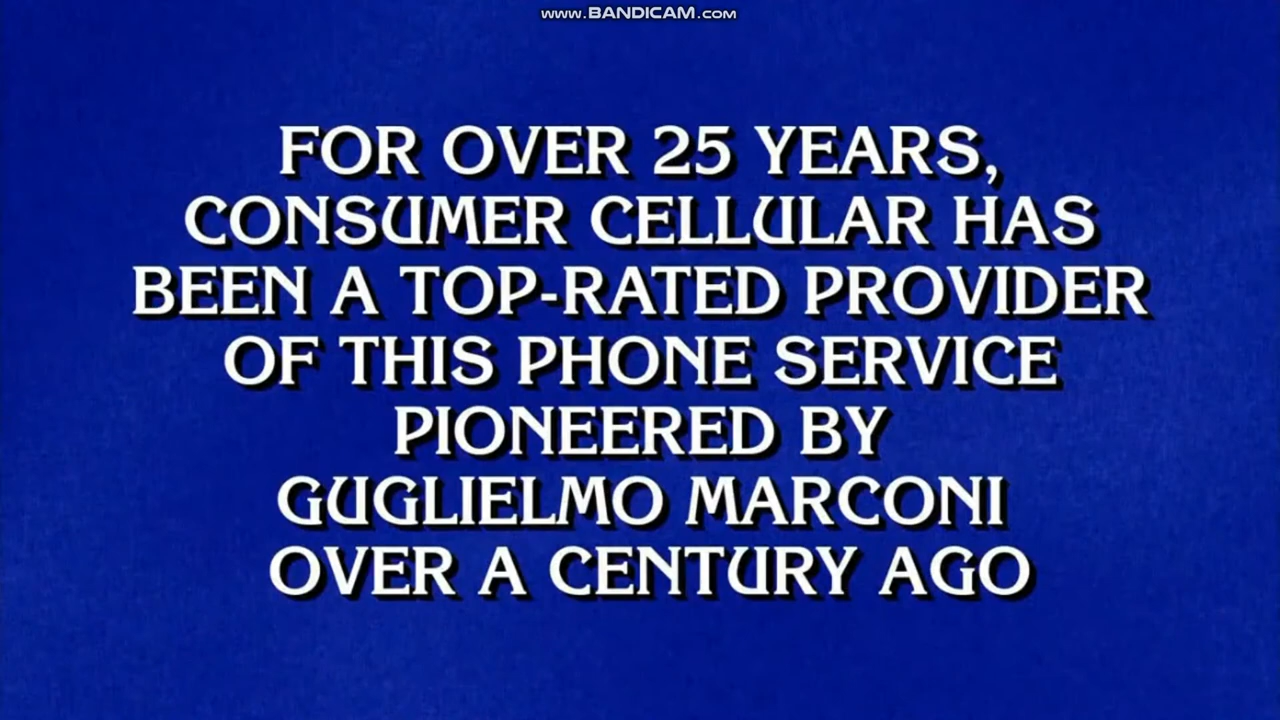 www.BANDICAM.com
FOR OVER 25 YEARS,
CONSUMER CELLULAR HAS
BEEN A TOP-RATED PROVIDER
OF THIS PHONE SERVICE
PIONEERED BY
GUGLIELMO MARCONI
OVER A CENTURY AGO